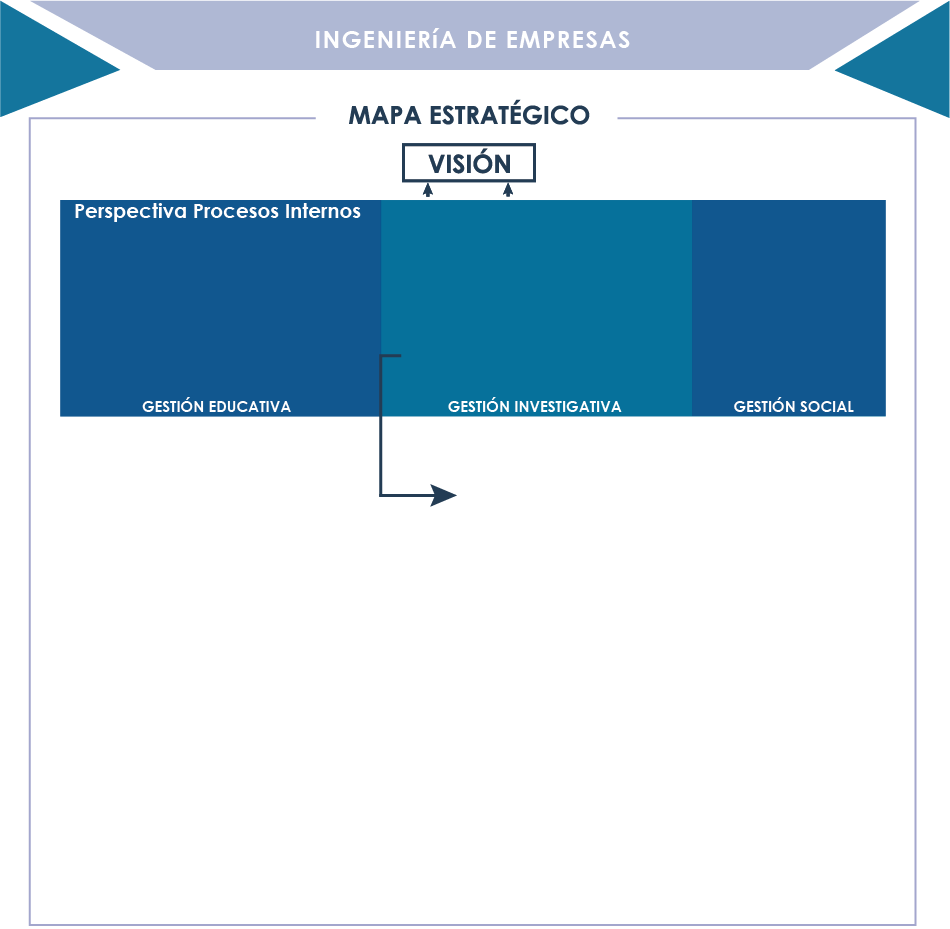 INGENIERíA DE EMPRESAS
MAPA ESTRATÉGICO
VISIÓN
Perspectiva Procesos Internos
GESTIÓN EDUCATIVA
GESTIÓN INVESTIGATIVA
GESTIÓN SOCIAL